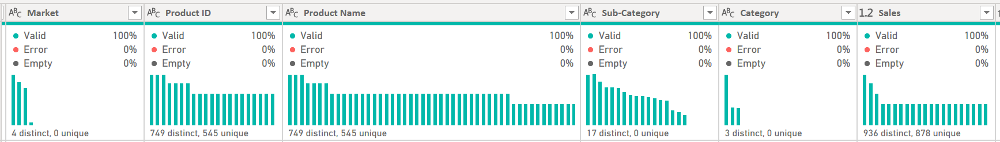 ABC Market
Valid 100%
Error 0%
Empty 0%
4 distinct, 0 unique
ABC Product ID
Valid 100%
Error 0%
Empty 0%
749 distinct, 545 unique
ABC Product Name
Valid 100%
Error 0%
Empty 0%
749 distinct, 545 unique
ABC Sub-Category
Valid 100%
Error 0%
Empty 0%
17 distinct, 0 unique
ABC Category
Valid 100%
Error 0%
Empty 0%
3 distinct, 0 unique
1.2 Sales
Valid 100%
Error 0%
Empty 0%
936 distinct, 878 unique